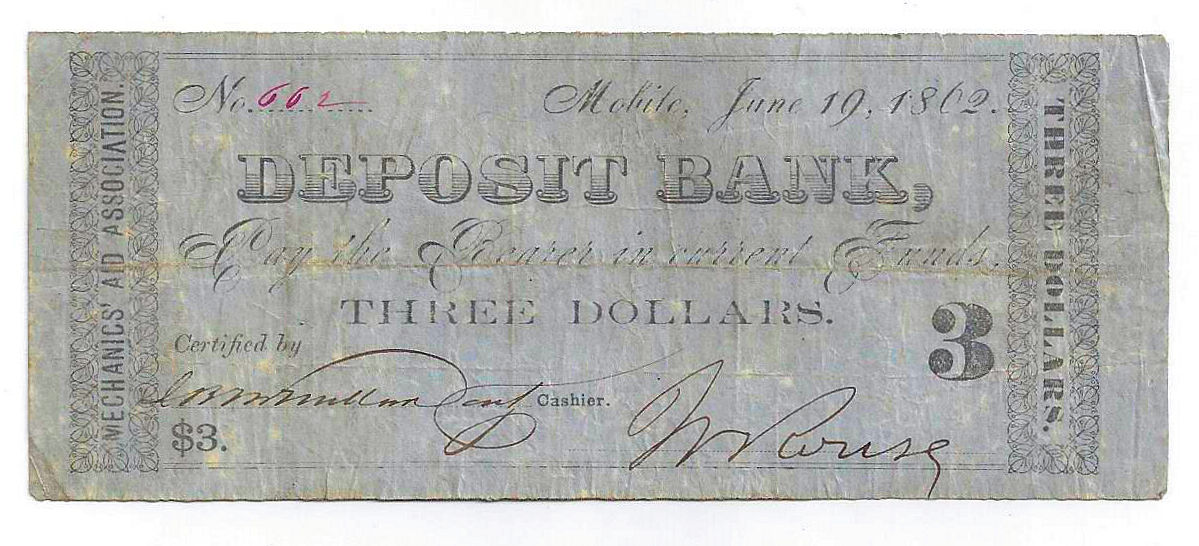 MECHANICS' AID ASSOCIATION.
No. 662
Mobile, June 19, 1862.
DEPOSIT BANK,
Pay the Bearer in current Funds.
THREE DOLLARS.
3
Certified by
Cashier.
Rouse
$3.
THREE DOLLARS.